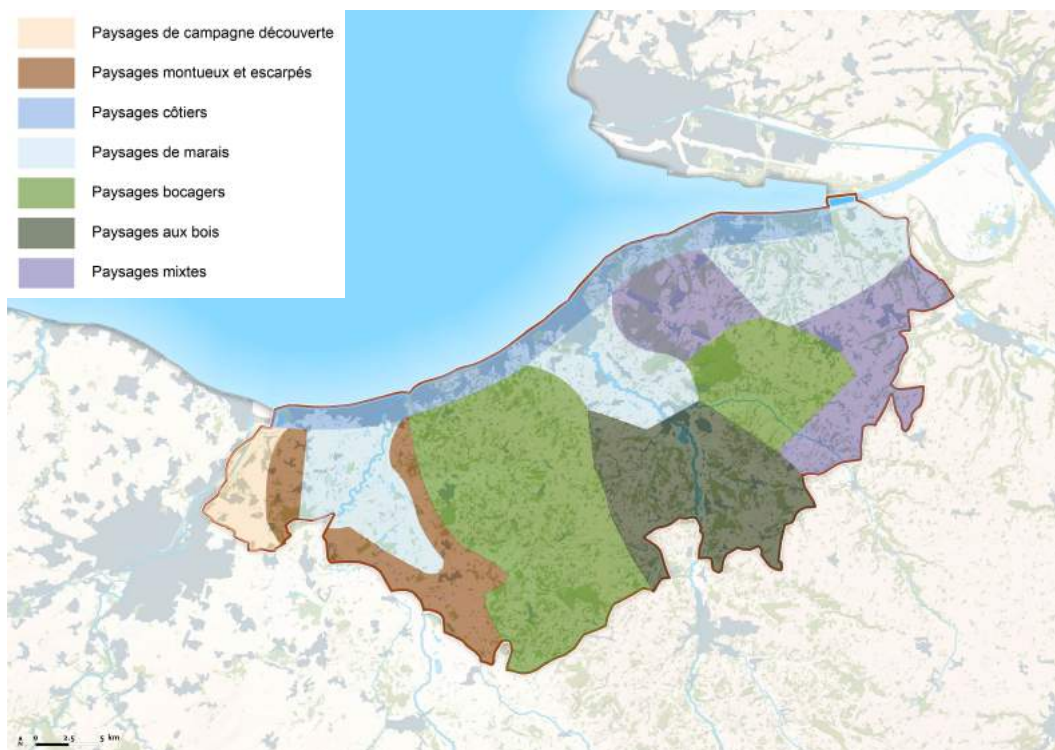 Paysages de campagne découverte
Paysages montueux et escarpés
Paysages côtiers
Paysages de marais
Paysages bocagers
Paysages aux bois
Paysages mixtes
N 0 2.5 5 km